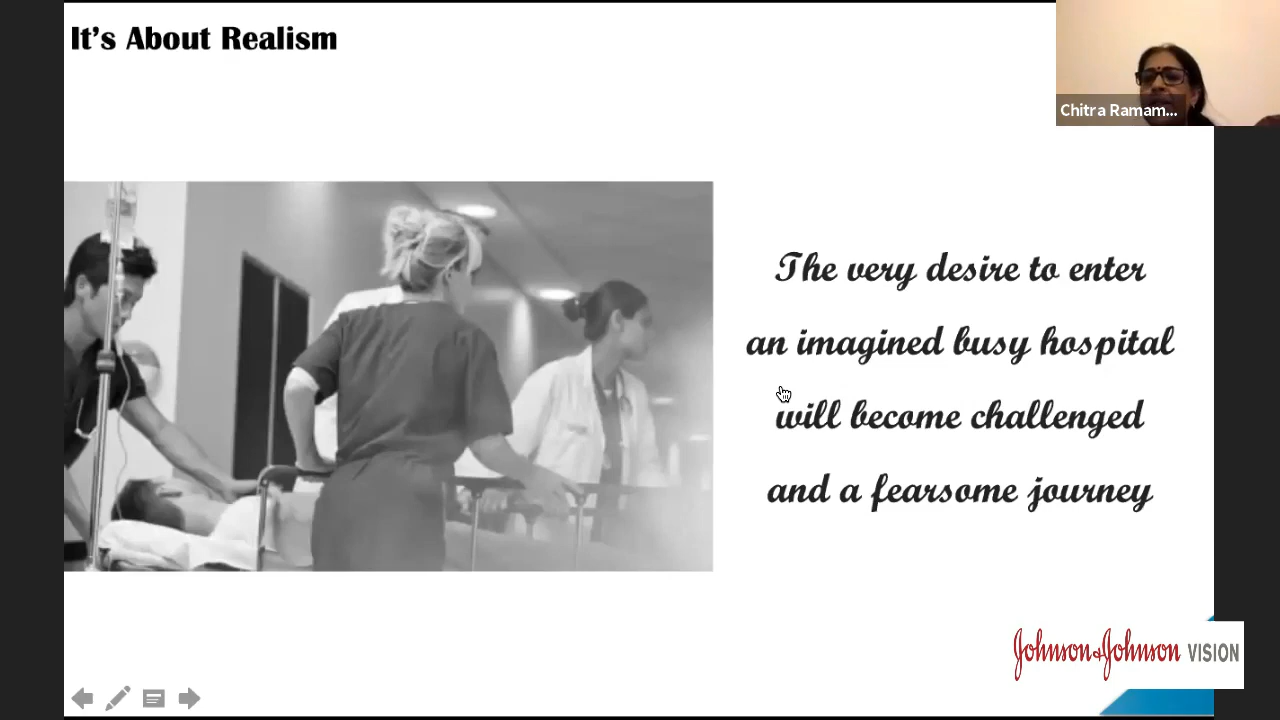 It's About Realism
Chitra Ramam...
The very desire to enter
an imagined busy hospital
will become challenged
and a fearsome journey
Johnson&Johnson VISION